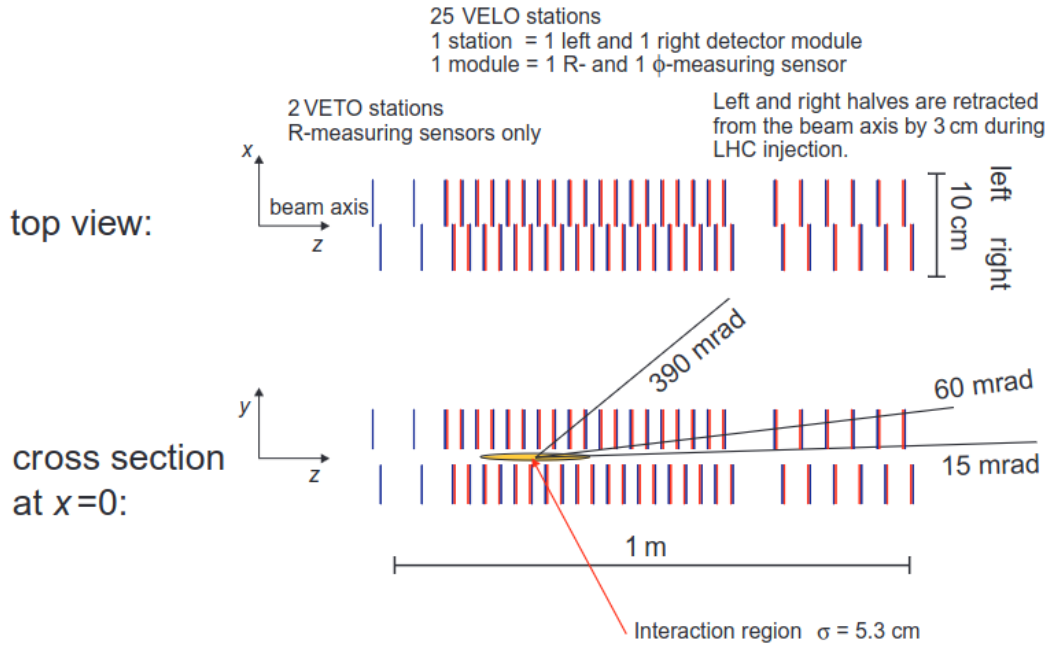 25 VELO stations
1 station = 1 left and 1 right detector module
1 module = 1 R- and 1 ϕ-measuring sensor
2 VETO stations
R-measuring sensors only
Left and right halves are retracted
from the beam axis by 3 cm during
LHC injection.
x
beam axis
z
top view:
left
right
10 cm
390 mrad
60 mrad
15 mrad
y
z
cross section
at x=0:
1 m
Interaction region σ = 5.3 cm